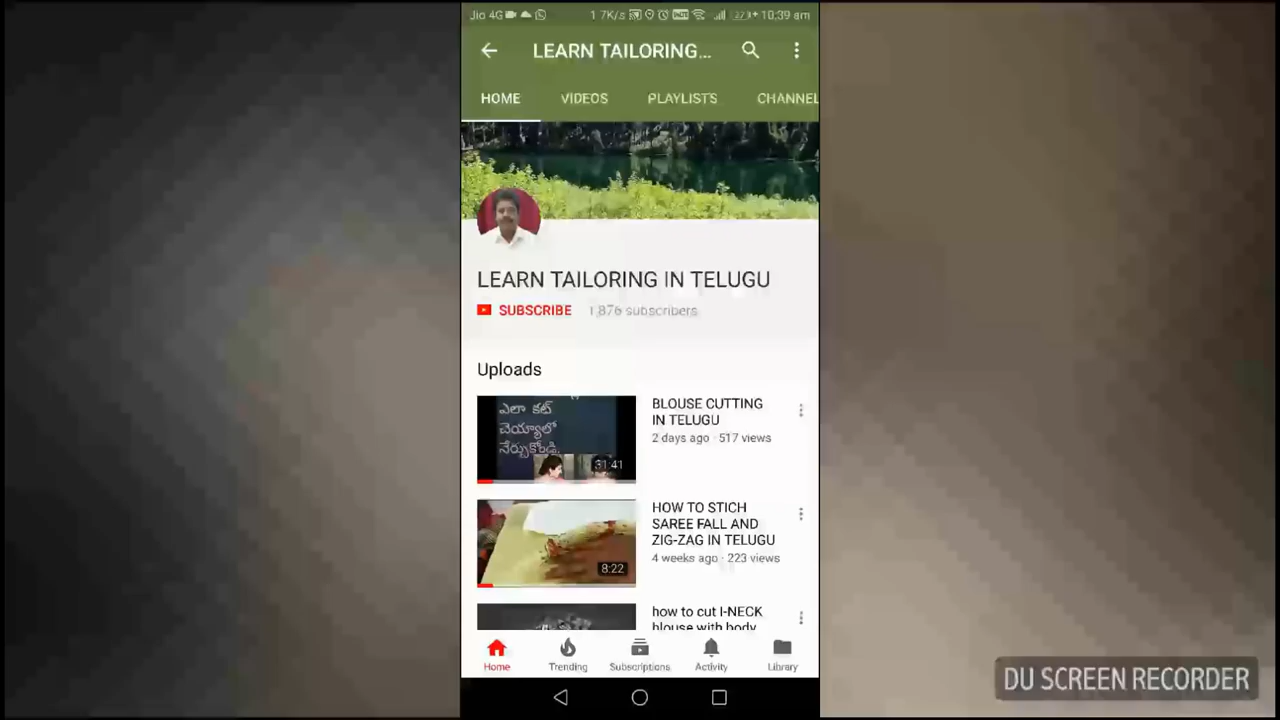 Jio 4G 1.7K/s 10:39 am
LEARN TAILORING...
HOME VIDEOS PLAYLISTS CHANNEL
LEARN TAILORING IN TELUGU
SUBSCRIBE 1,876 subscribers
Uploads
ఎలా కట్
చెయ్యాలో
నేర్చుకోండి.
31:41
BLOUSE CUTTING
IN TELUGU
2 days ago · 517 views
8:22
HOW TO STICH
SAREE FALL AND
ZIG-ZAG IN TELUGU
4 weeks ago · 223 views
how to cut I-NECK
blouse with body
Home Trending Subscriptions Activity Library
DU SCREEN RECORDER